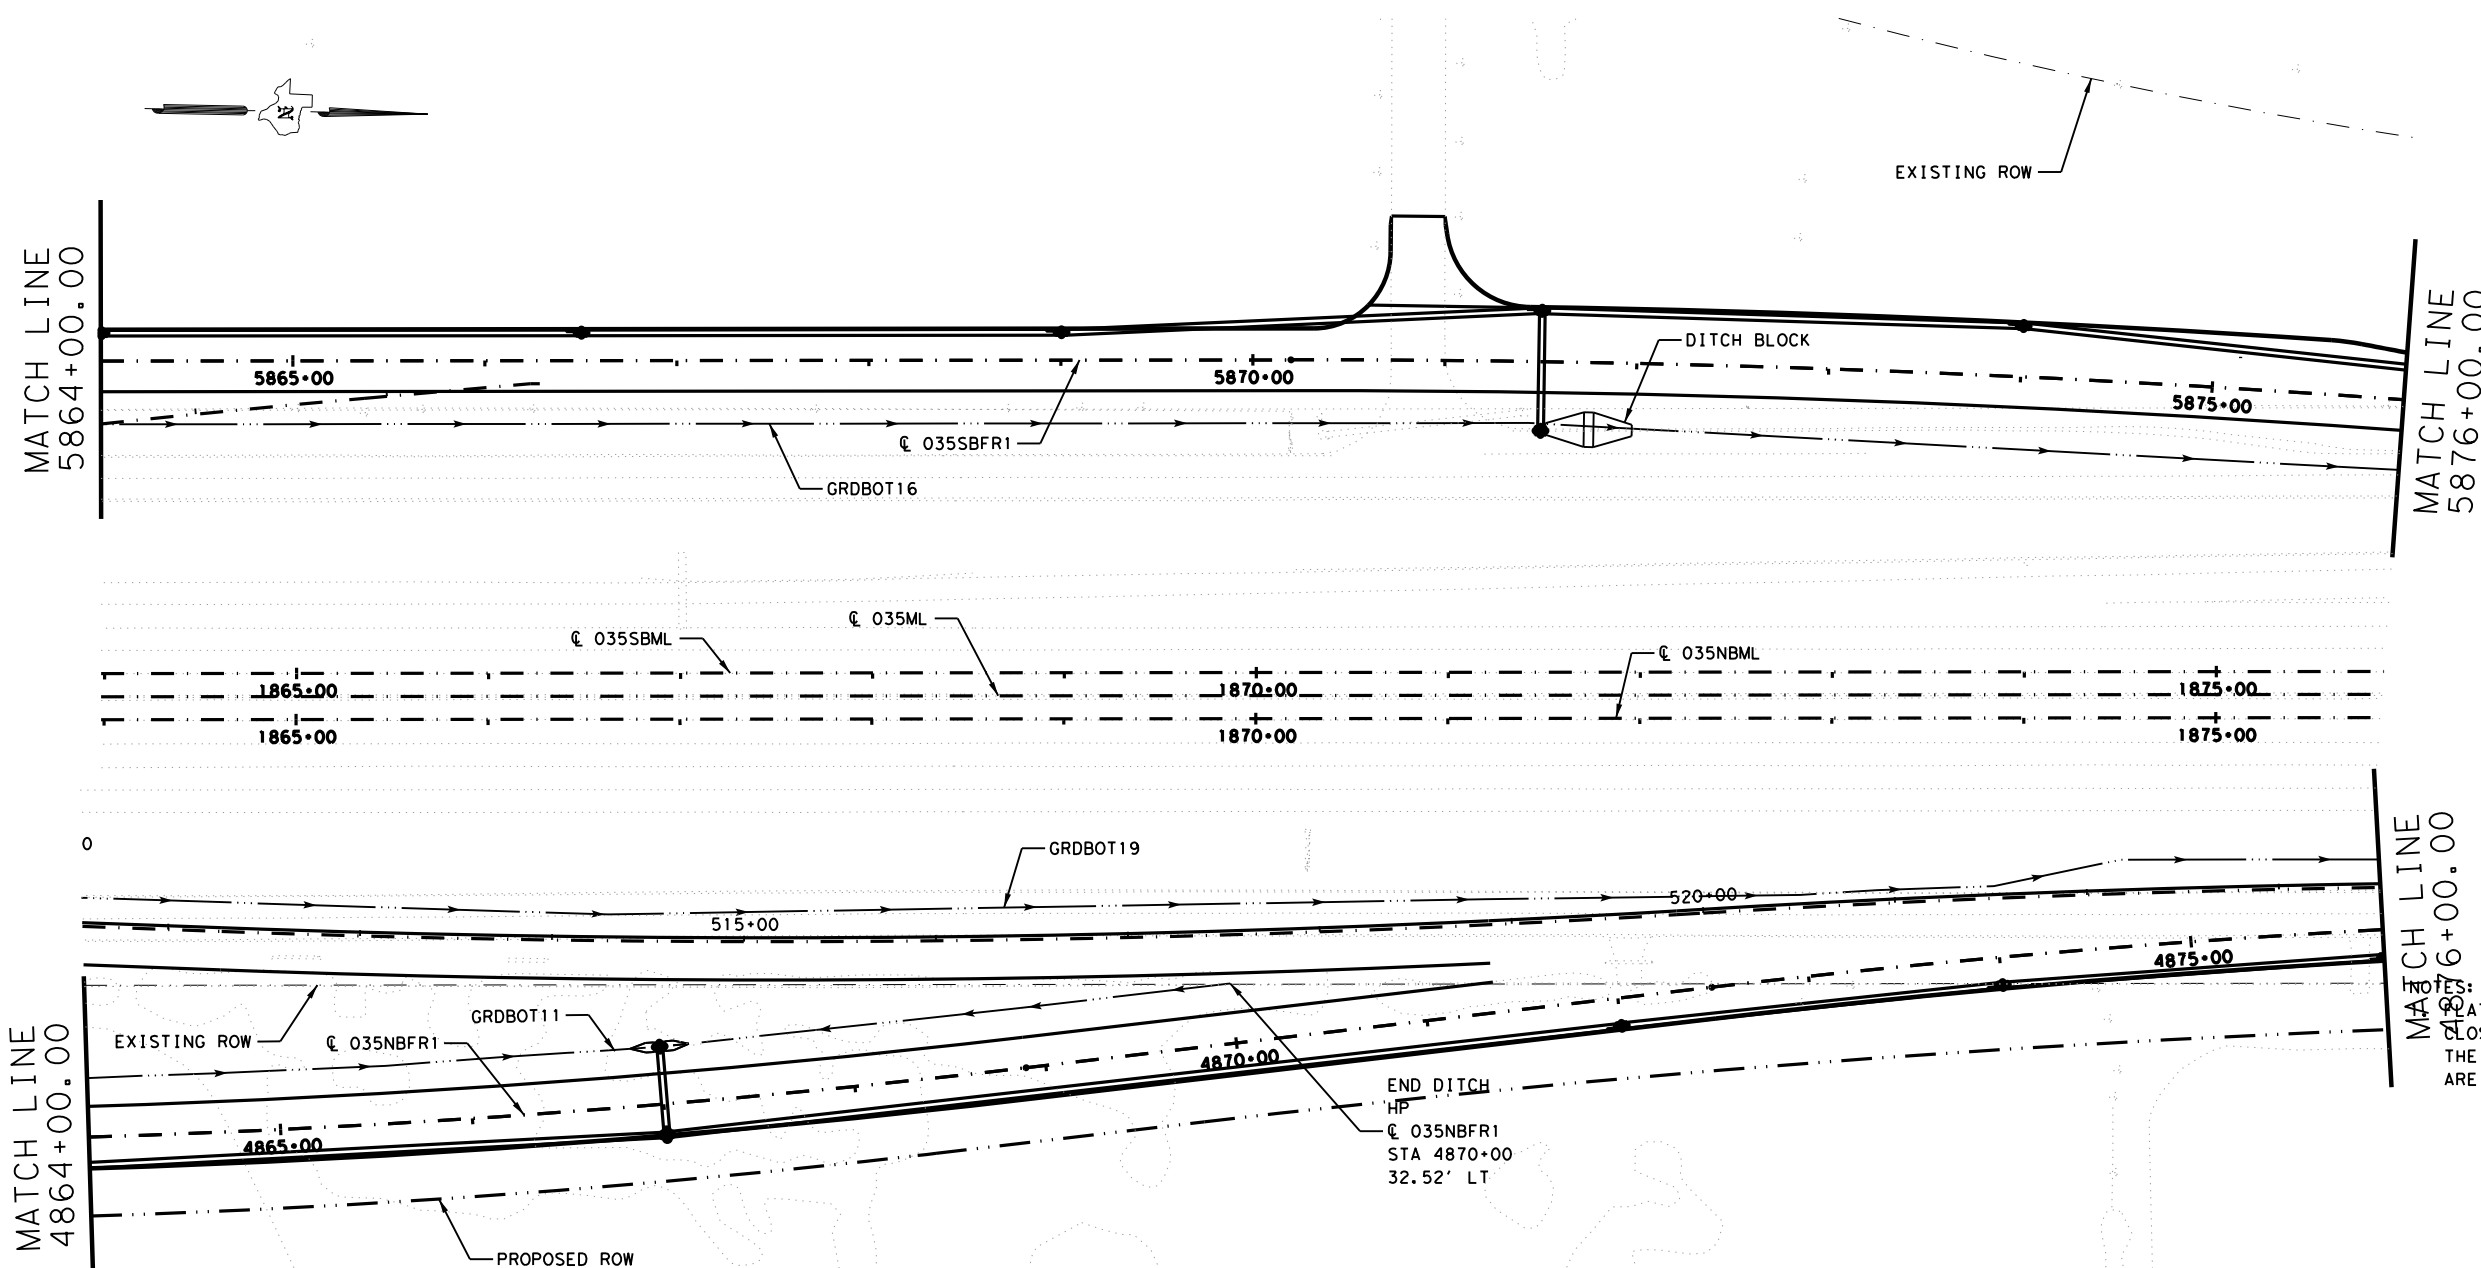 N
EXISTING ROW
MATCH LINE
5864+00.00
MATCH LINE
5876+00.00
DITCH BLOCK
5865+00
5870+00
5875+00
℄ 035SBFR1
GRDBOT16
℄ 035ML
℄ 035SBML
℄ 035NBML
1865+00
1870+00
1875+00
1865+00
1870+00
1875+00
0
GRDBOT19
515+00
520+00
MATCH LINE
4876+00.00
4875+00
NOTES:
THE
ARE
GRDBOT11
EXISTING ROW
℄ 035NBFR1
4870+00
4865+00
MATCH LINE
4864+00.00
END DITCH
HP
℄ 035NBFR1
STA 4870+00
32.52' LT
PROPOSED ROW